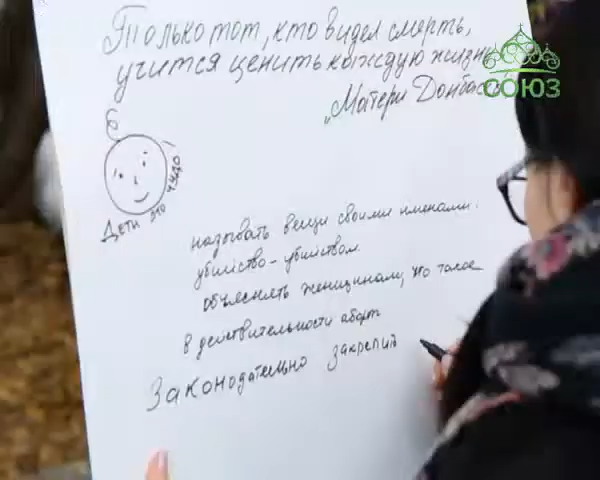 Только тот, кто видел смерть,
учится ценить каждую жизнь
"Матери Донбасса
СОЮЗ
Дети это чудо!
называть вещи своими именами:
убийство - убийством
объяснять женщинам, что такое
в действительности аборт
Законодательно закрепит